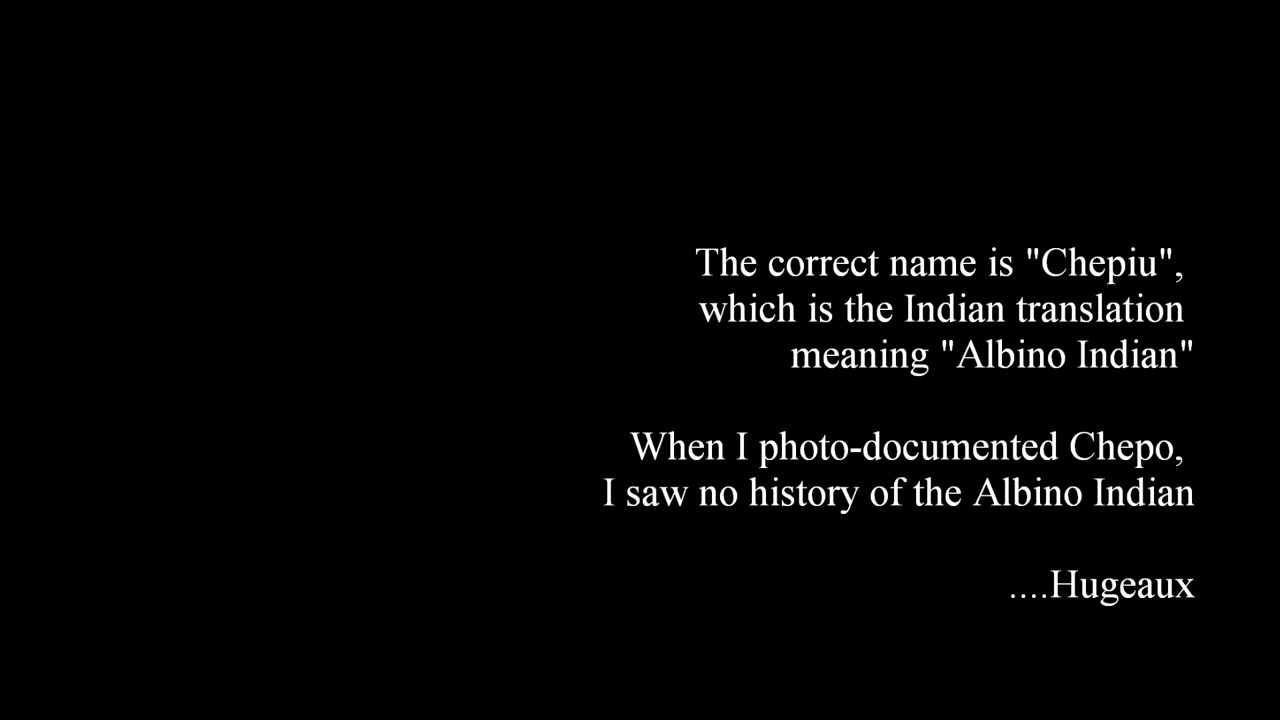 The correct name is "Chepiu",
which is the Indian translation
meaning "Albino Indian"
When I photo-documented Chepo,
I saw no history of the Albino Indian
....Hugeaux